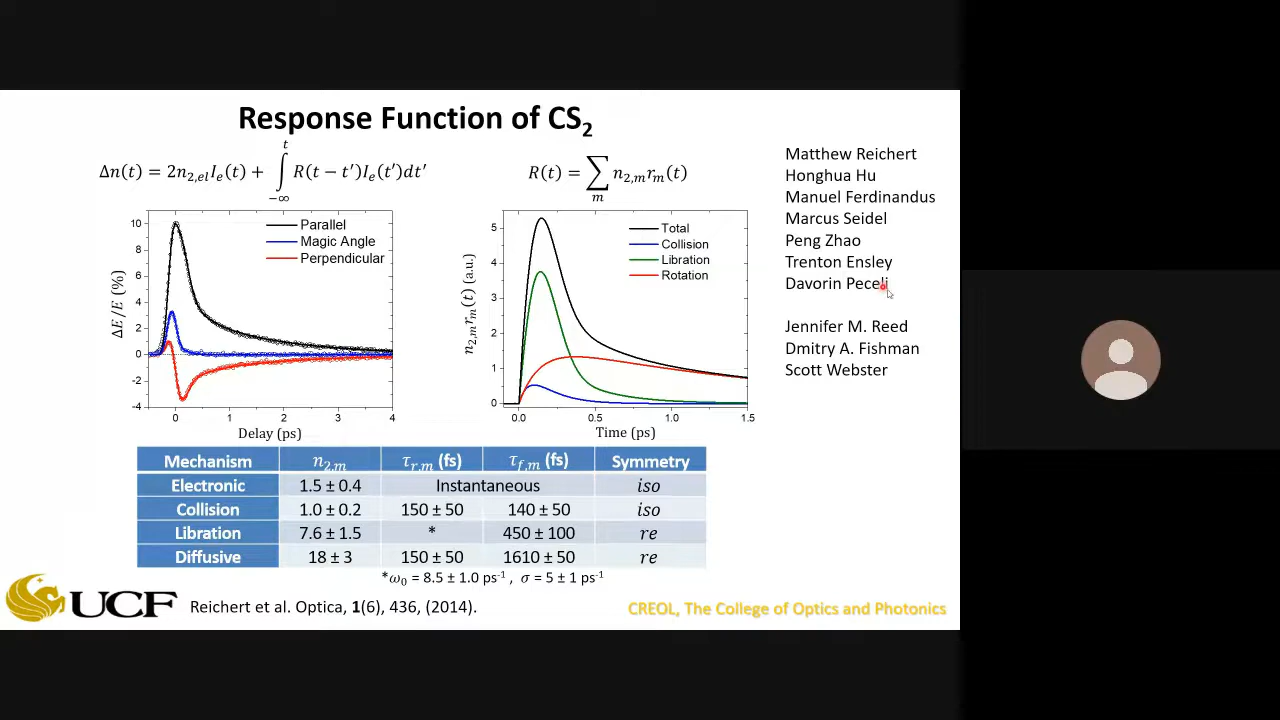 Response Function of CS₂
Δn(t) = 2n₂,ₑₗIₑ(t) + ∫₋∞ᵗ R(t − t′)Iₑ(t′)dt′
R(t) = ∑ₘ n₂,ₘrₘ(t)
10
8
6
4
2
0
-2
-4
ΔE/E (%)
Parallel
Magic Angle
Perpendicular
0 1 2 3 4
Delay (ps)
5
4
3
2
1
0
n₂,ₘrₘ(t) (a.u.)
Total
Collision
Libration
Rotation
0.0 0.5 1.0 1.5
Time (ps)
Matthew Reichert
Honghua Hu
Manuel Ferdinandus
Marcus Seidel
Peng Zhao
Trenton Ensley
Davorin Peceli
Jennifer M. Reed
Dmitry A. Fishman
Scott Webster
Mechanism n₂,ₘ τᵣ,ₘ (fs) τf,ₘ (fs) Symmetry
Electronic 1.5 ± 0.4 Instantaneous iso
Collision 1.0 ± 0.2 150 ± 50 140 ± 50 iso
Libration 7.6 ± 1.5 * 450 ± 100 re
Diffusive 18 ± 3 150 ± 50 1610 ± 50 re
*ω₀ = 8.5 ± 1.0 ps⁻¹ , σ = 5 ± 1 ps⁻¹
UCF
Reichert et al. Optica, 1(6), 436, (2014).
CREOL, The College of Optics and Photonics